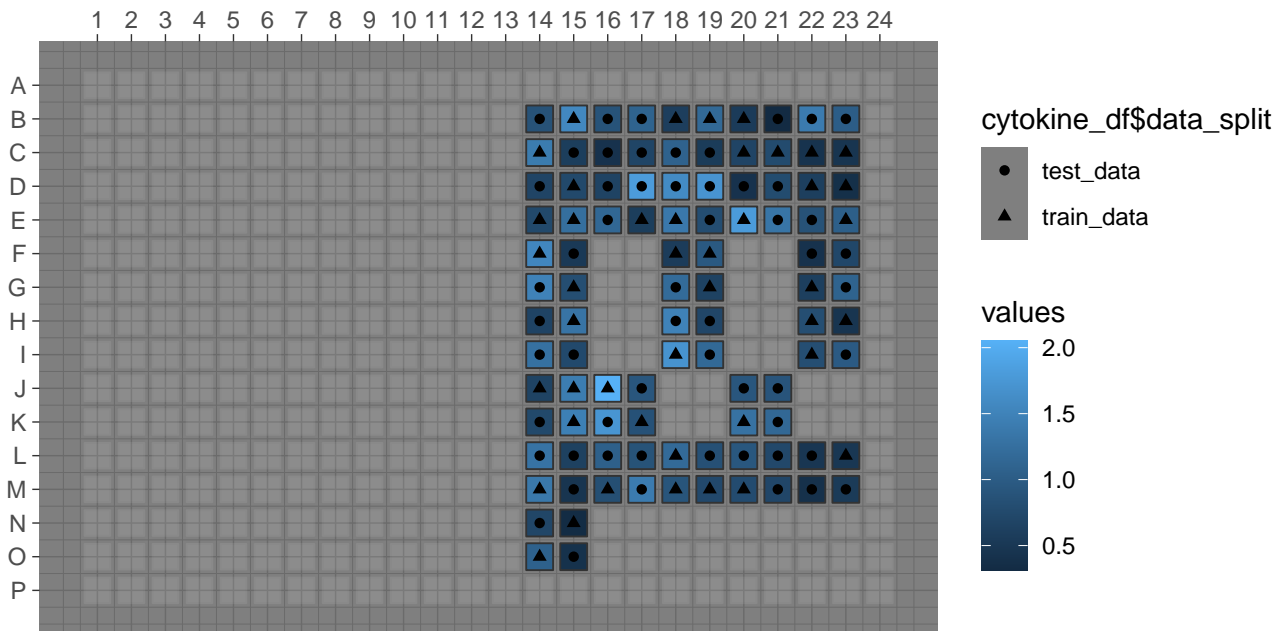 1 2 3 4 5 6 7 8 9 10 11 12 13 14 15 16 17 18 19 20 21 22 23 24
A
B
C
D
E
F
G
H
I
J
K
L
M
N
O
P
cytokine_df$data_split
test_data
train_data
values
2.0
1.5
1.0
0.5